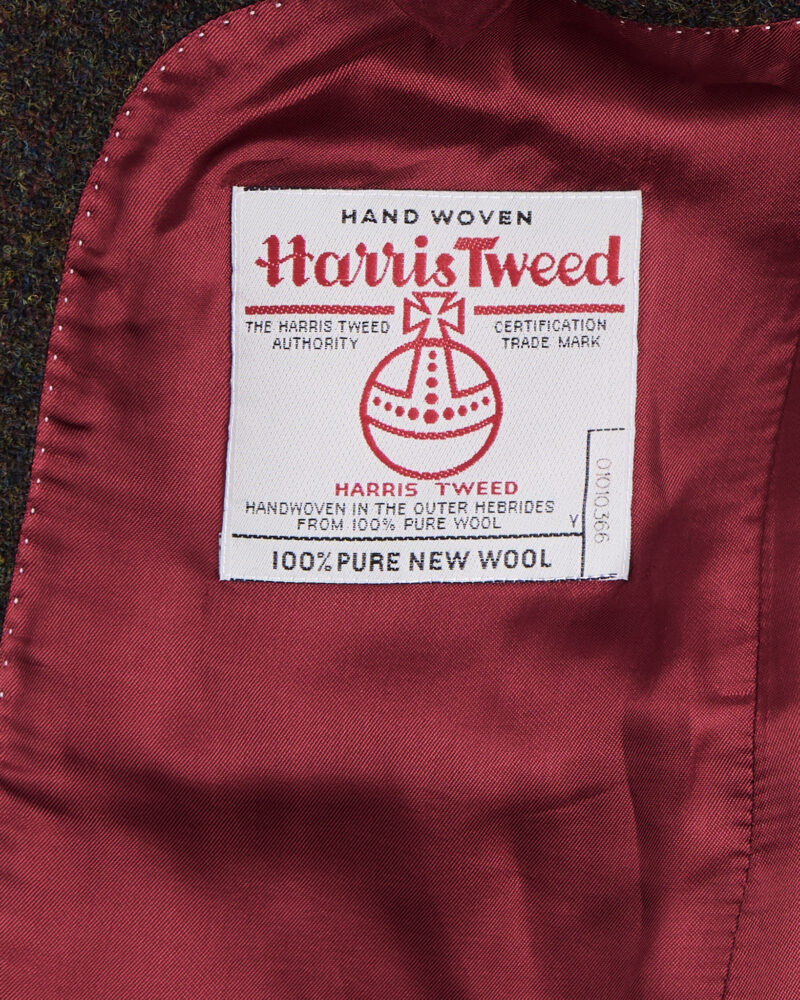 HAND WOVEN
Harris Tweed
THE HARRIS TWEED
AUTHORITY
CERTIFICATION
TRADE MARK
HARRIS TWEED
HANDWOVEN IN THE OUTER HEBRIDES
FROM 100% PURE WOOL
Y
01010366
100% PURE NEW WOOL